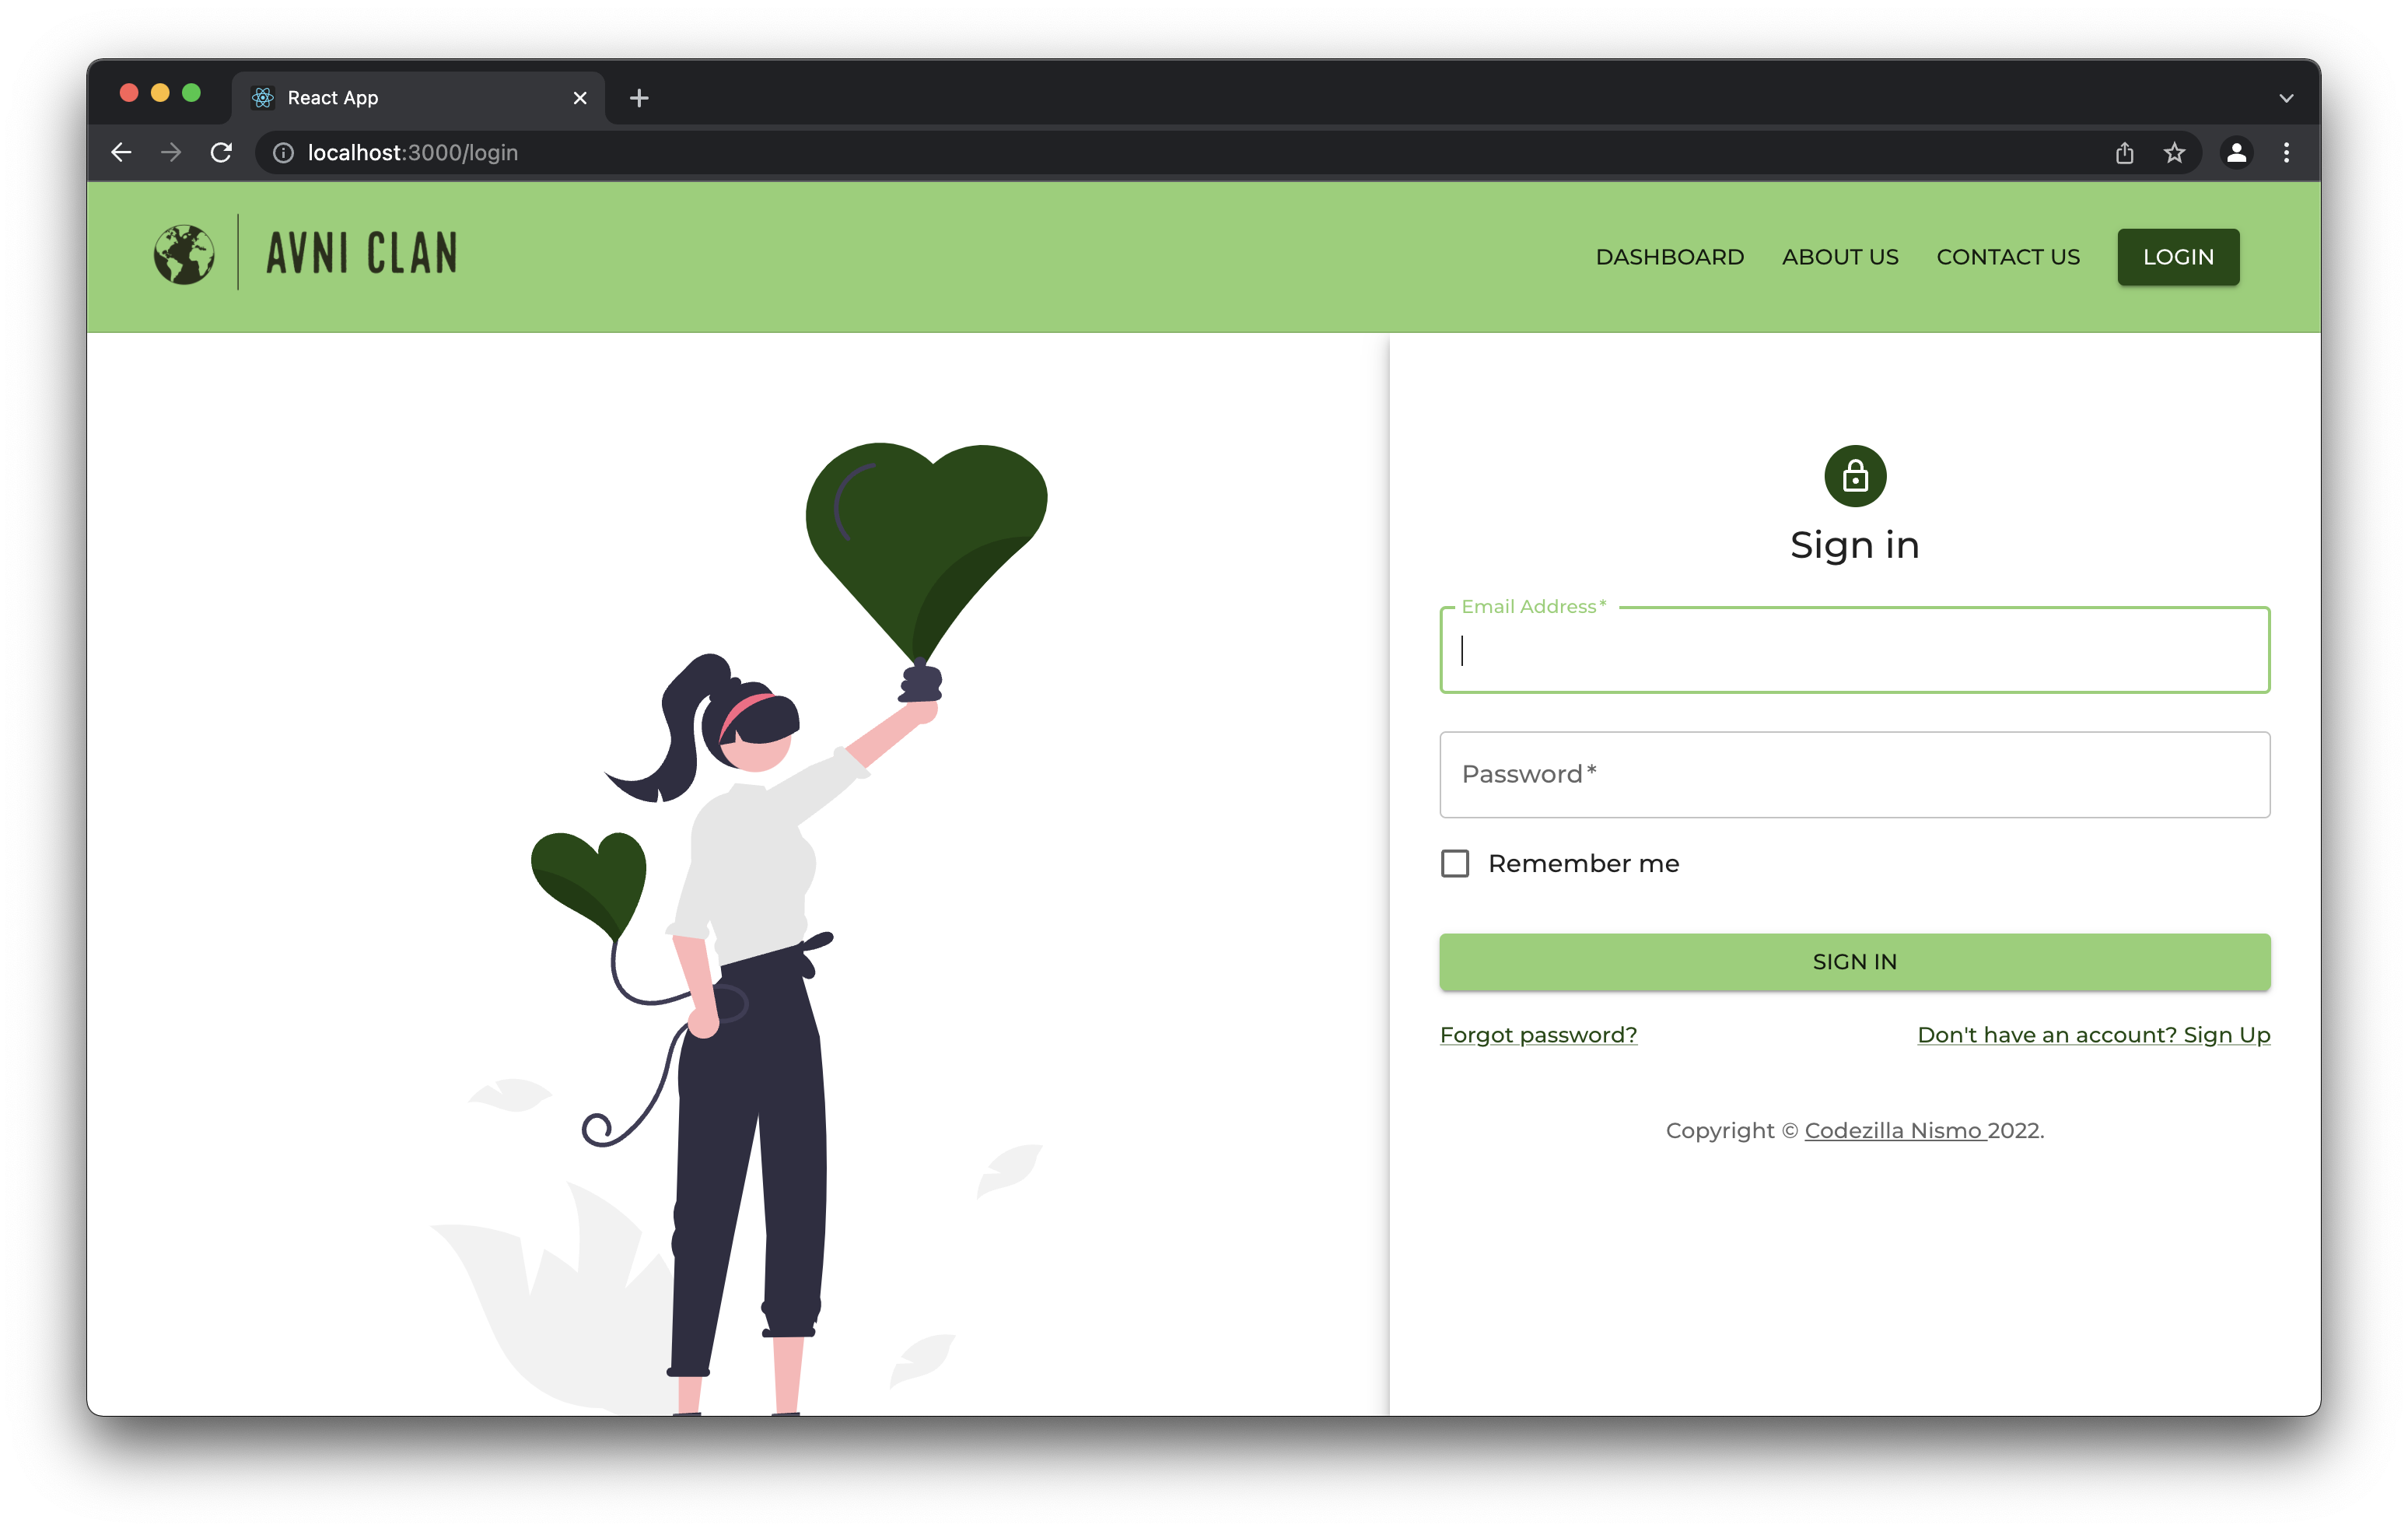 React App
localhost:3000/login
AVNI CLAN
DASHBOARD ABOUT US CONTACT US LOGIN
Sign in
Email Address *
Password *
Remember me
SIGN IN
Forgot password? Don't have an account? Sign Up
Copyright © Codezilla Nismo 2022.